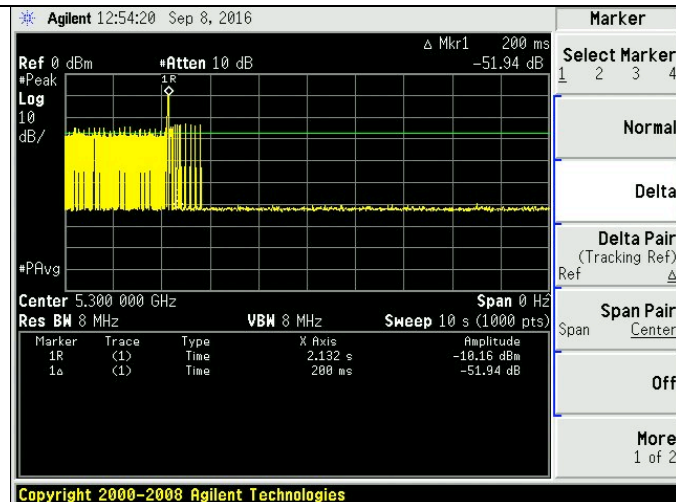 Agilent 12:54:20 Sep 8, 2016
Marker
Δ Mkr1 200 ms
Ref 0 dBm #Atten 10 dB -51.94 dB
#Peak
Log
10
dB/
1R
#PAvg
Center 5.300 000 GHz Span 0 Hz
Res BW 8 MHz VBW 8 MHz Sweep 10 s (1000 pts)
Marker Trace Type X Axis Amplitude
1R (1) Time 2.132 s -10.16 dBm
1Δ (1) Time 200 ms -51.94 dB
Select Marker
1 2 3 4
Normal
Delta
Delta Pair
(Tracking Ref)
Ref Δ
Span Pair
Span Center
Off
More
1 of 2
Copyright 2000-2008 Agilent Technologies